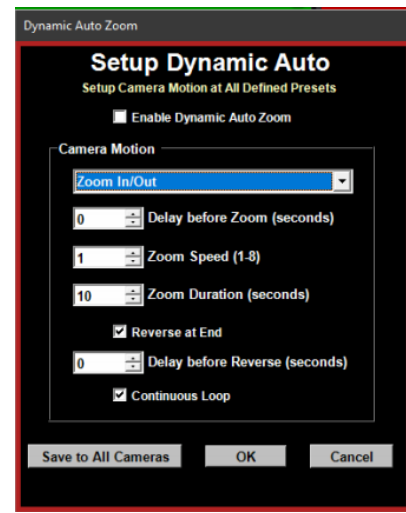 Dynamic Auto Zoom
Setup Dynamic Auto
Setup Camera Motion at All Defined Presets
Enable Dynamic Auto Zoom
Camera Motion
Zoom In/Out
0 Delay before Zoom (seconds)
1 Zoom Speed (1-8)
10 Zoom Duration (seconds)
Reverse at End
0 Delay before Reverse (seconds)
Continuous Loop
Save to All Cameras OK Cancel